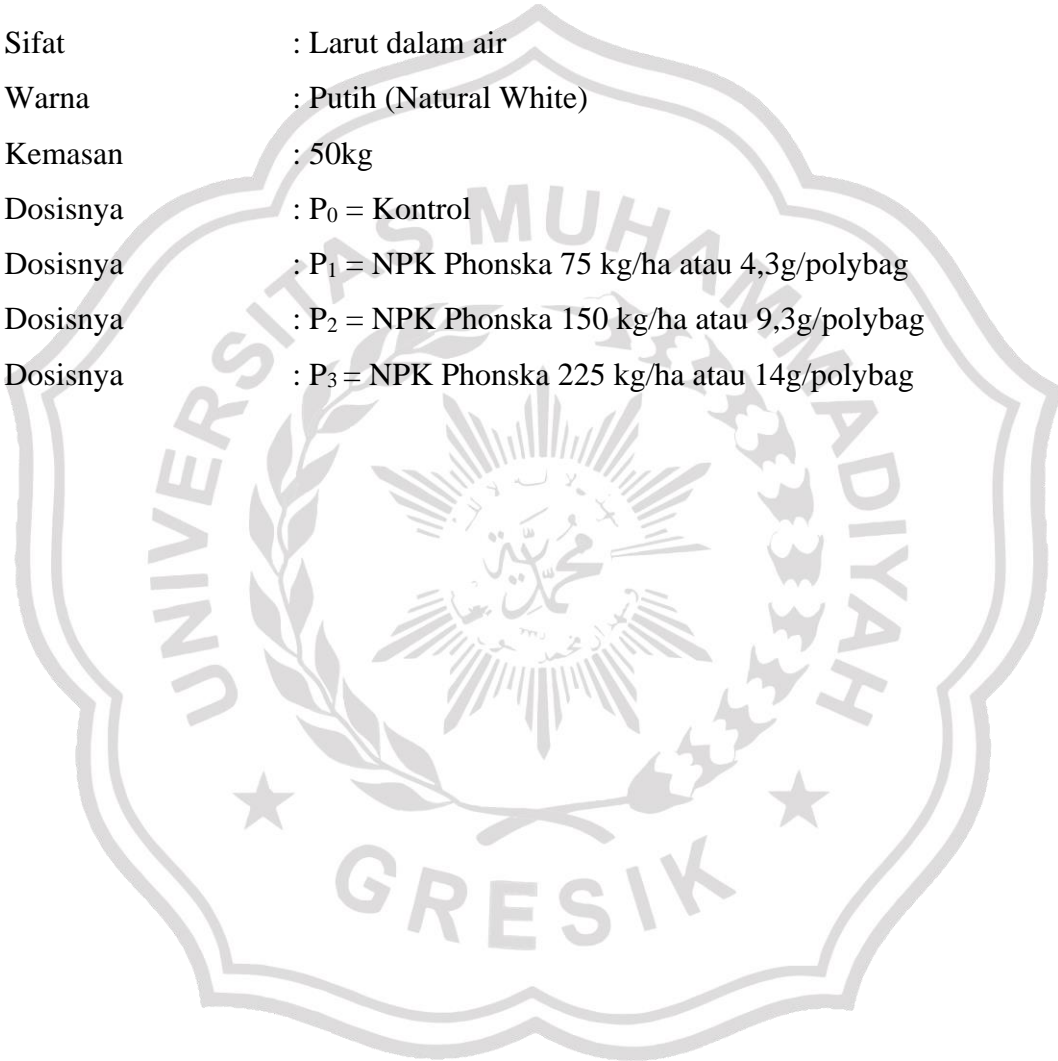 Sifat : Larut dalam air
Warna : Putih (Natural White)
Kemasan : 50kg
Dosisnya : P₀ = Kontrol
Dosisnya : P₁ = NPK Phonska 75 kg/ha atau 4,3g/polybag
Dosisnya : P₂ = NPK Phonska 150 kg/ha atau 9,3g/polybag
Dosisnya : P₃ = NPK Phonska 225 kg/ha atau 14g/polybag
UNIVERSITAS MUHAMMADIYAH
GRESIK